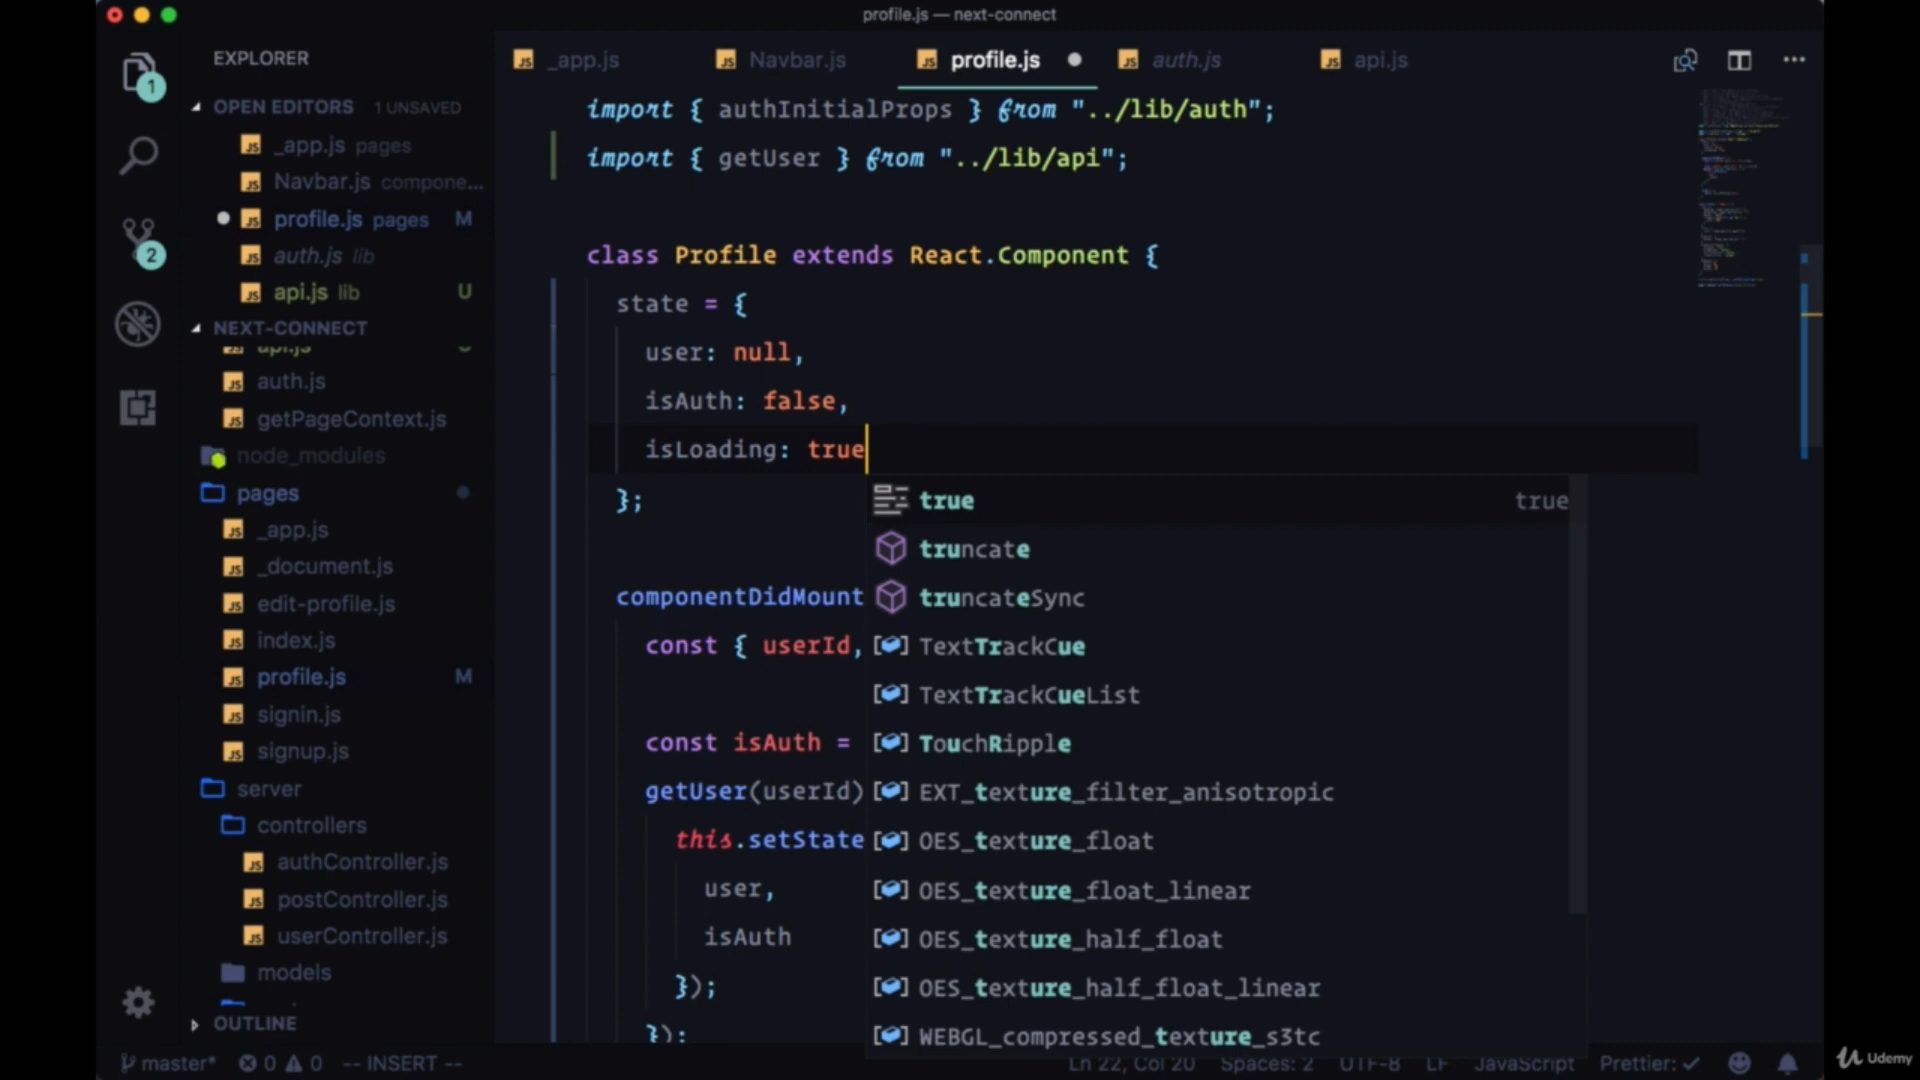 profile.js — next-connect
EXPLORER
OPEN EDITORS 1 UNSAVED
_app.js pages
Navbar.js compone...
profile.js pages M
auth.js lib
api.js lib U
NEXT-CONNECT
api.js
auth.js
getPageContext.js
node_modules
pages
_app.js
_document.js
edit-profile.js
index.js
profile.js M
signin.js
signup.js
server
controllers
authController.js
postController.js
userController.js
models
OUTLINE
1
2
_app.js Navbar.js profile.js auth.js api.js
import { authInitialProps } from "../lib/auth";
import { getUser } from "../lib/api";
class Profile extends React.Component {
state = {
user: null,
isAuth: false,
isLoading: true
};
componentDidMount
const { userId,
const isAuth =
getUser(userId)
this.setState
user,
isAuth
});
});
true true
truncate
truncateSync
TextTrackCue
TextTrackCueList
TouchRipple
EXT_texture_filter_anisotropic
OES_texture_float
OES_texture_float_linear
OES_texture_half_float
OES_texture_half_float_linear
WEBGL_compressed_texture_s3tc
master* 0 0 -- INSERT -- Ln 22, Col 20 Spaces: 2 UTF-8 LF JavaScript Prettier: ✓
Udemy